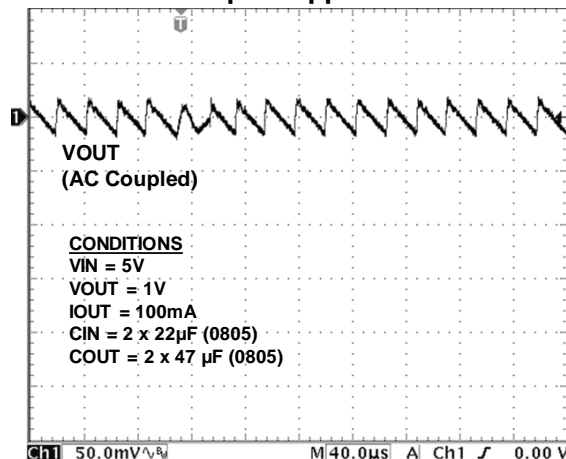 T
1
VOUT
(AC Coupled)
CONDITIONS
VIN = 5V
VOUT = 1V
IOUT = 100mA
CIN = 2 x 22µF (0805)
COUT = 2 x 47 µF (0805)
Ch1 50.0mV∿ M 40.0µs A Ch1 ∫ 0.00 V